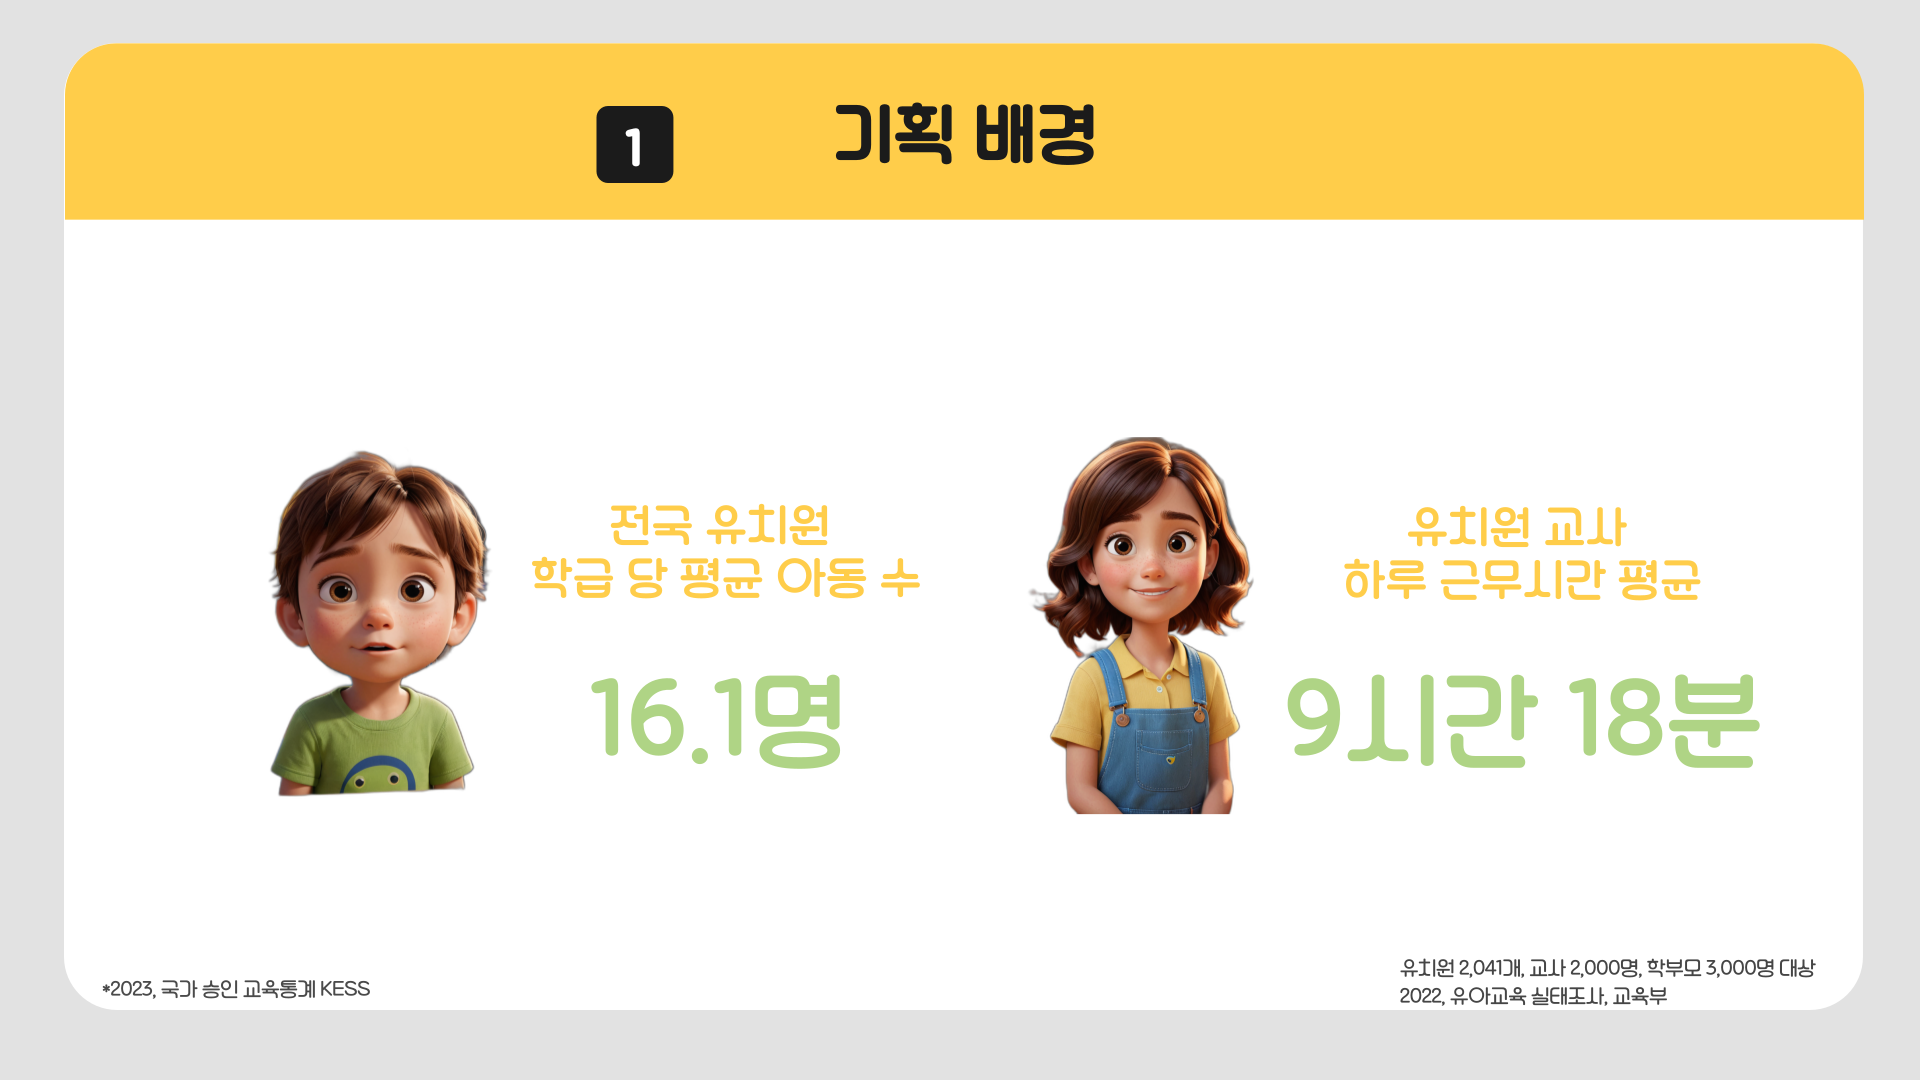 1
기획 배경
전국 유치원
학급 당 평균 아동 수
16.1명
유치원 교사
하루 근무시간 평균
9시간 18분
*2023, 국가 승인 교육통계 KESS
유치원 2,041개, 교사 2,000명, 학부모 3,000명 대상
2022, 유아교육 실태조사, 교육부